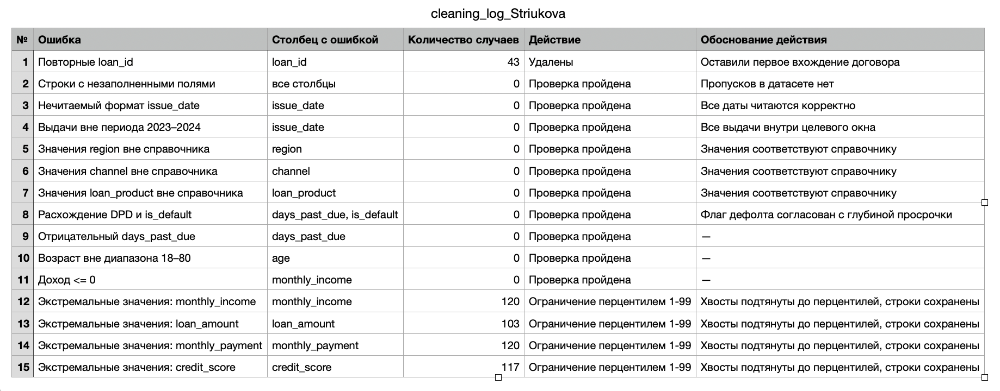 cleaning_log_Striukova
№ Ошибка Столбец с ошибкой Количество случаев Действие Обоснование действия
1 Повторные loan_id loan_id 43 Удалены Оставили первое вхождение договора
2 Строки с незаполненными полями все столбцы 0 Проверка пройдена Пропусков в датасете нет
3 Нечитаемый формат issue_date issue_date 0 Проверка пройдена Все даты читаются корректно
4 Выдачи вне периода 2023–2024 issue_date 0 Проверка пройдена Все выдачи внутри целевого окна
5 Значения region вне справочника region 0 Проверка пройдена Значения соответствуют справочнику
6 Значения channel вне справочника channel 0 Проверка пройдена Значения соответствуют справочнику
7 Значения loan_product вне справочника loan_product 0 Проверка пройдена Значения соответствуют справочнику
8 Расхождение DPD и is_default days_past_due, is_default 0 Проверка пройдена Флаг дефолта согласован с глубиной просрочки
9 Отрицательный days_past_due days_past_due 0 Проверка пройдена —
10 Возраст вне диапазона 18–80 age 0 Проверка пройдена —
11 Доход <= 0 monthly_income 0 Проверка пройдена —
12 Экстремальные значения: monthly_income monthly_income 120 Ограничение перцентилем 1-99 Хвосты подтянуты до перцентилей, строки сохранены
13 Экстремальные значения: loan_amount loan_amount 103 Ограничение перцентилем 1-99 Хвосты подтянуты до перцентилей, строки сохранены
14 Экстремальные значения: monthly_payment monthly_payment 120 Ограничение перцентилем 1-99 Хвосты подтянуты до перцентилей, строки сохранены
15 Экстремальные значения: credit_score credit_score 117 Ограничение перцентилем 1-99 Хвосты подтянуты до перцентилей, строки сохранены